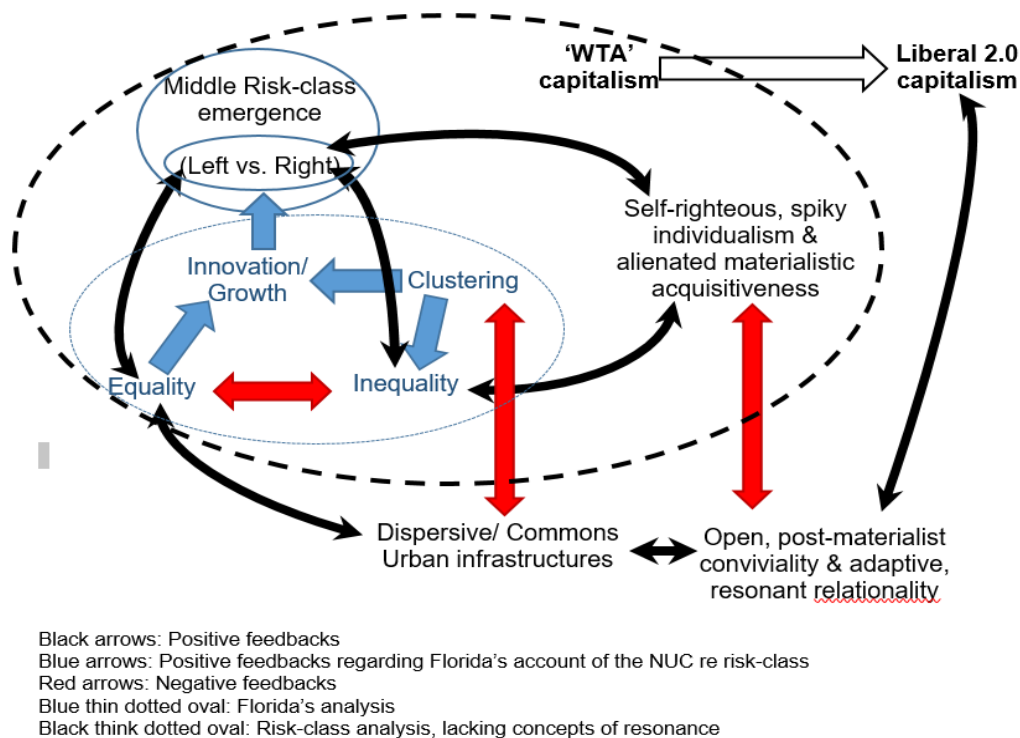 'WTA'
capitalism
Liberal 2.0
capitalism
Middle Risk-class
emergence
(Left vs. Right)
Self-righteous, spiky
individualism &
alienated materialistic
acquisitiveness
Innovation/
Growth
Clustering
Equality
Inequality
Dispersive/ Commons
Urban infrastructures
Open, post-materialist
conviviality & adaptive,
resonant relationality
Black arrows: Positive feedbacks
Blue arrows: Positive feedbacks regarding Florida's account of the NUC re risk-class
Red arrows: Negative feedbacks
Blue thin dotted oval: Florida's analysis
Black think dotted oval: Risk-class analysis, lacking concepts of resonance